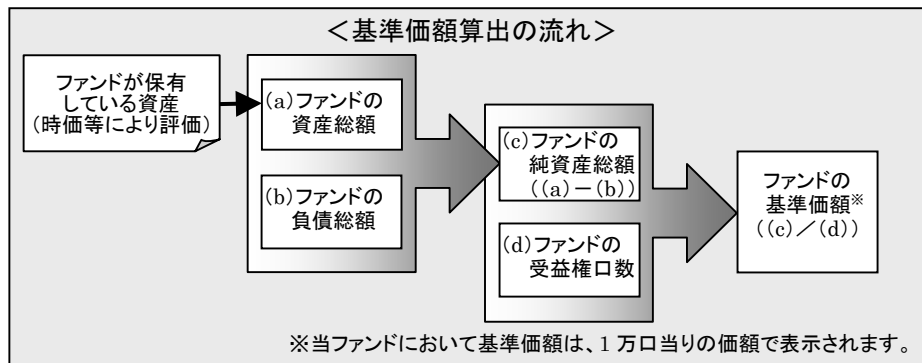 ＜基準価額算出の流れ＞
ファンドが保有
している資産
(時価等により評価)
(a)ファンドの
資産総額
(b)ファンドの
負債総額
(c)ファンドの
純資産総額
((a)－(b))
(d)ファンドの
受益権口数
ファンドの
基準価額※
((c)／(d))
※当ファンドにおいて基準価額は、1万口当りの価額で表示されます。